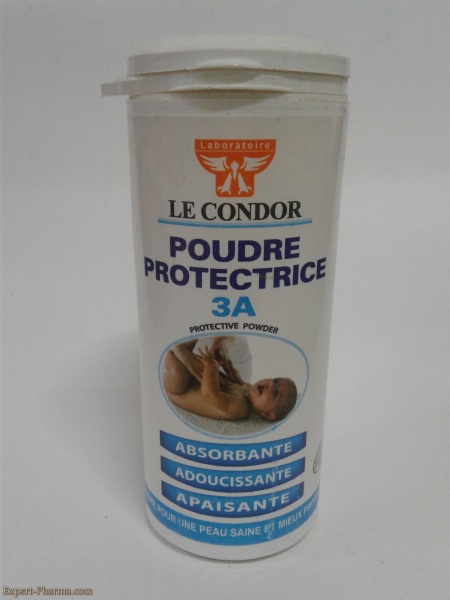 Laboratoire
LE CONDOR
POUDRE
PROTECTRICE
3A
PROTECTIVE POWDER
ABSORBANTE
ADOUCISSANTE
APAISANTE
POUR UNE PEAU SAINE ET MIEUX
Expert-Pharma.com